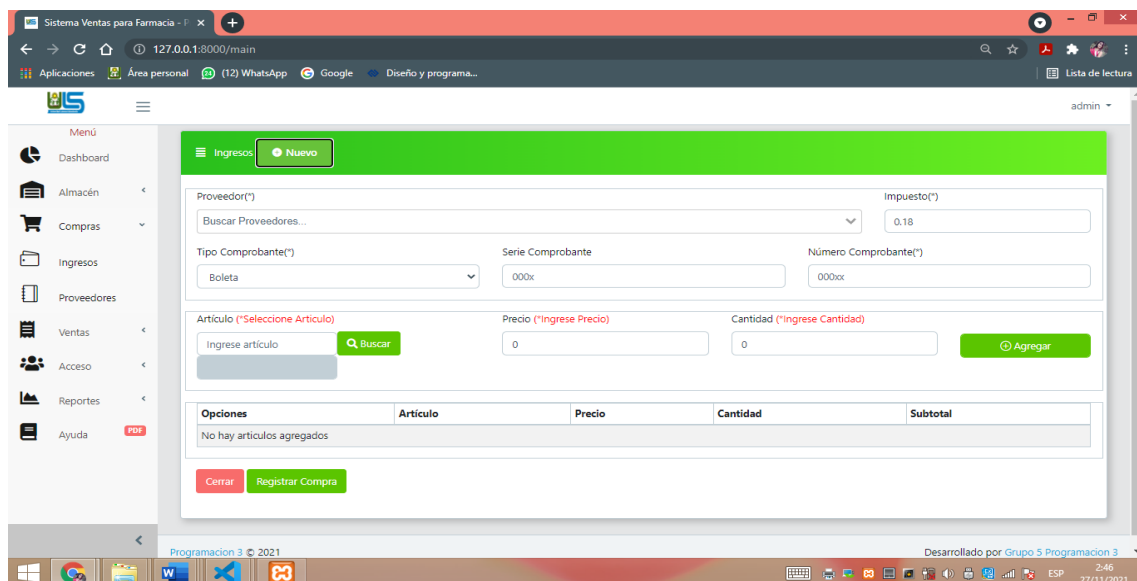 Sistema Ventas para Farmacia - P
127.0.0.1:8000/main
Aplicaciones Área personal (12) WhatsApp Google Diseño y programa... Lista de lectura
admin
Menú
Dashboard
Almacén
Compras
Ingresos
Proveedores
Ventas
Acceso
Reportes
Ayuda PDF
Ingresos Nuevo
Proveedor(*) Impuesto(*)
Buscar Proveedores... 0.18
Tipo Comprobante(*) Serie Comprobante Número Comprobante(*)
Boleta 000x 000xx
Artículo (*Seleccione Articulo) Precio (*Ingrese Precio) Cantidad (*Ingrese Cantidad)
Ingrese artículo Buscar 0 0 Agregar
Opciones Artículo Precio Cantidad Subtotal
No hay articulos agregados
Cerrar Registrar Compra
Programacion 3 © 2021 Desarrollado por Grupo 5 Programacion 3
ESP 2:46
27/11/2021